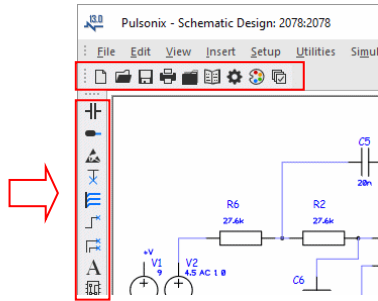 13.0 Pulsonix - Schematic Design: 2078:2078
File Edit View Insert Setup Utilities Simul
C5
20n
R6 R2
27.6k 27.6k
+V
V1 V2
9 4.5 AC 1 0
C6
A